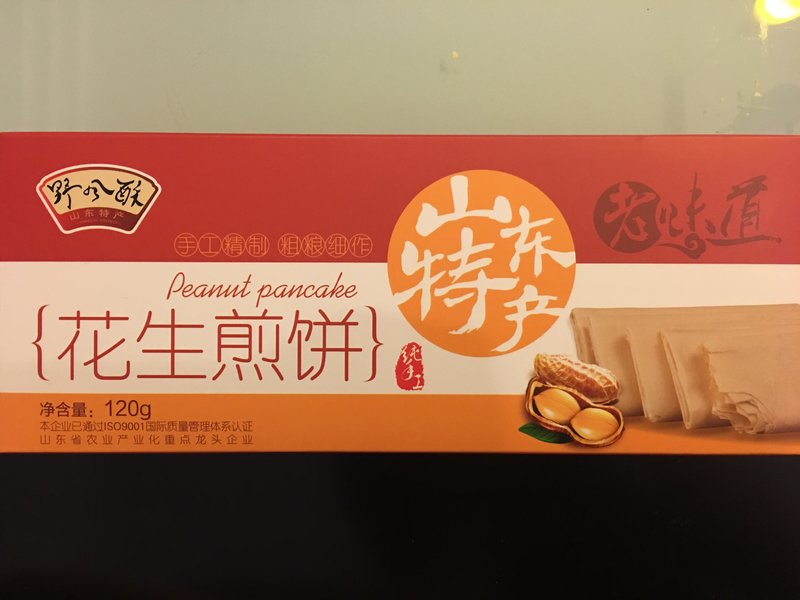 野风酥
山东特产
手工精制 粗粮细作
Peanut pancake
{花生煎饼}
净含量：120g
本企业已通过ISO9001国际质量管理体系认证
山东省农业产业化重点龙头企业
山东
特产
纯手工
老味道